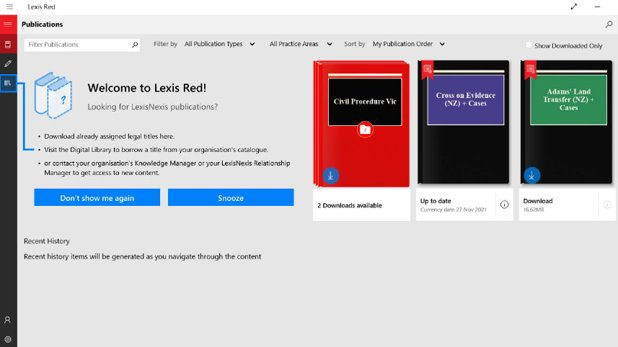 Lexis Red
Publications
Filter Publications
Filter by All Publication Types
All Practice Areas
Sort by My Publication Order
Show Downloaded Only
Welcome to Lexis Red!
Looking for LexisNexis publications?
• Download already assigned legal titles here.
• Visit the Digital Library to borrow a title from your organisation's catalogue.
• or contact your organisation's Knowledge Manager or your LexisNexis Relationship
Manager to get access to new content.
Don't show me again
Snooze
Civil Procedure Vic
2 Downloads available
Cross on Evidence
(NZ) + Cases
Up to date
Currency date 27 Nov 2021
Adams' Land
Transfer (NZ) +
Cases
Download
16.62MB
Recent History
Recent history items will be generated as you navigate through the content